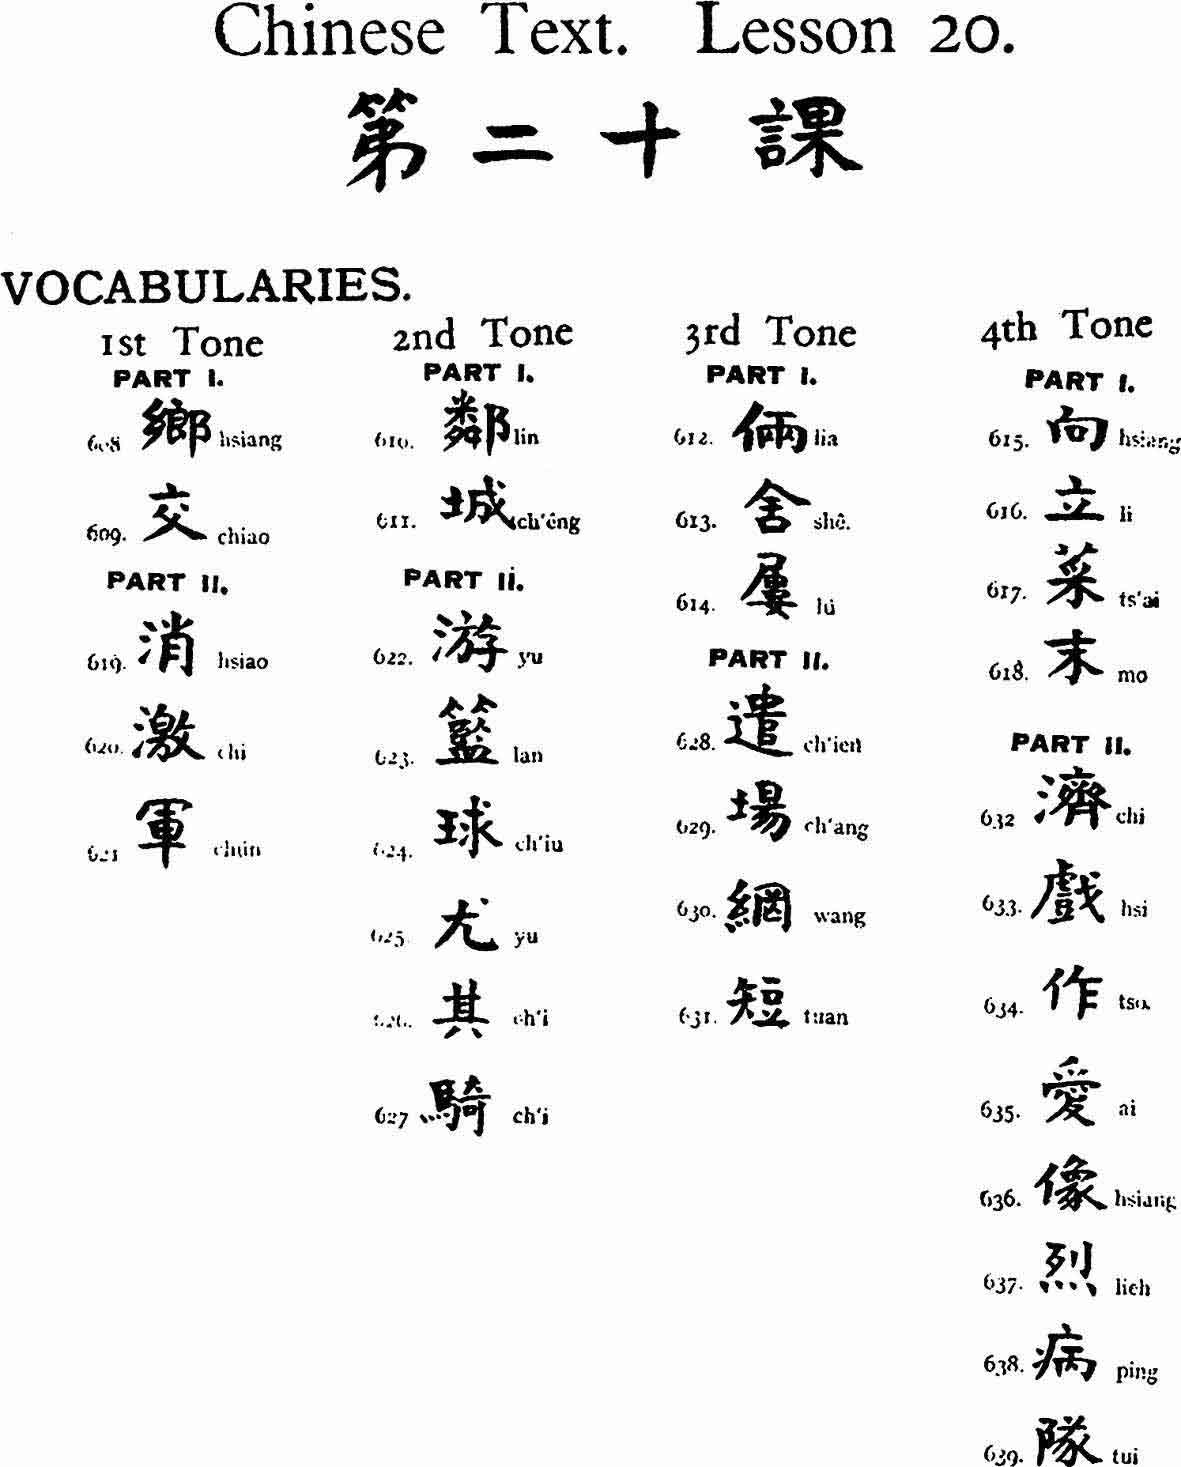 Chinese Text. Lesson 20.
第二十課
VOCABULARIES.
1st Tone
PART I.
608 鄉 hsiang
609. 交 chiao
PART II.
619. 消 hsiao
620. 激 chi
621 軍 chün
2nd Tone
PART I.
610. 鄰 lin
611. 城 ch'êng
PART II.
622. 游 yu
623. 籃 lan
624. 球 ch'iu
625. 尤 yu
626. 其 ch'i
627 騎 ch'i
3rd Tone
PART I.
612. 倆 lia
613. 舍 shê.
614. 屢 lü
PART II.
628. 遣 ch'ien
629. 場 ch'ang
630. 網 wang
631. 短 tuan
4th Tone
PART I.
615. 向 hsiang
616. 立 li
617. 菜 ts'ai
618. 末 mo
PART II.
632 濟 chi
633. 戲 hsi
634. 作 tso.
635. 愛 ai
636. 像 hsiang
637. 烈 lieh
638. 病 ping
639. 隊 tui